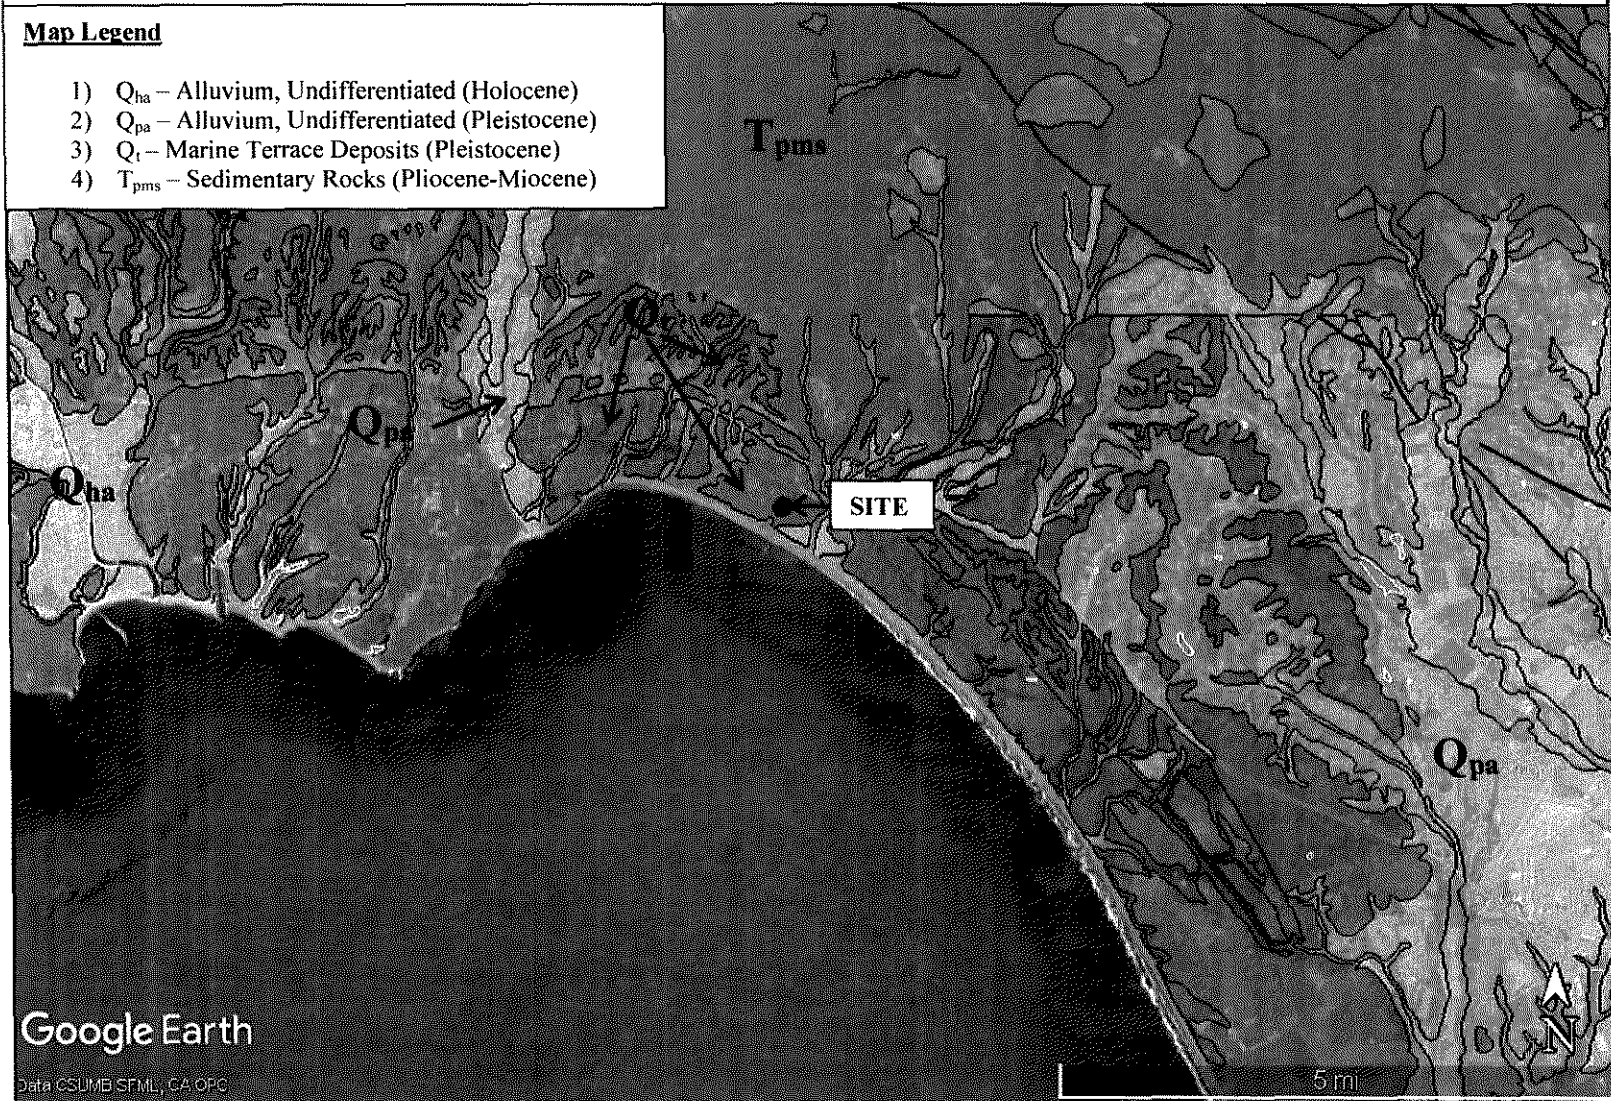 Map Legend
1) Qha – Alluvium, Undifferentiated (Holocene)
2) Qpa – Alluvium, Undifferentiated (Pleistocene)
3) Qt – Marine Terrace Deposits (Pleistocene)
4) Tpms – Sedimentary Rocks (Pliocene-Miocene)
Tpms
Qpa
Qha
SITE
Qpa
Google Earth
Data CSUMB SFML, CA OPC
5 mi
N